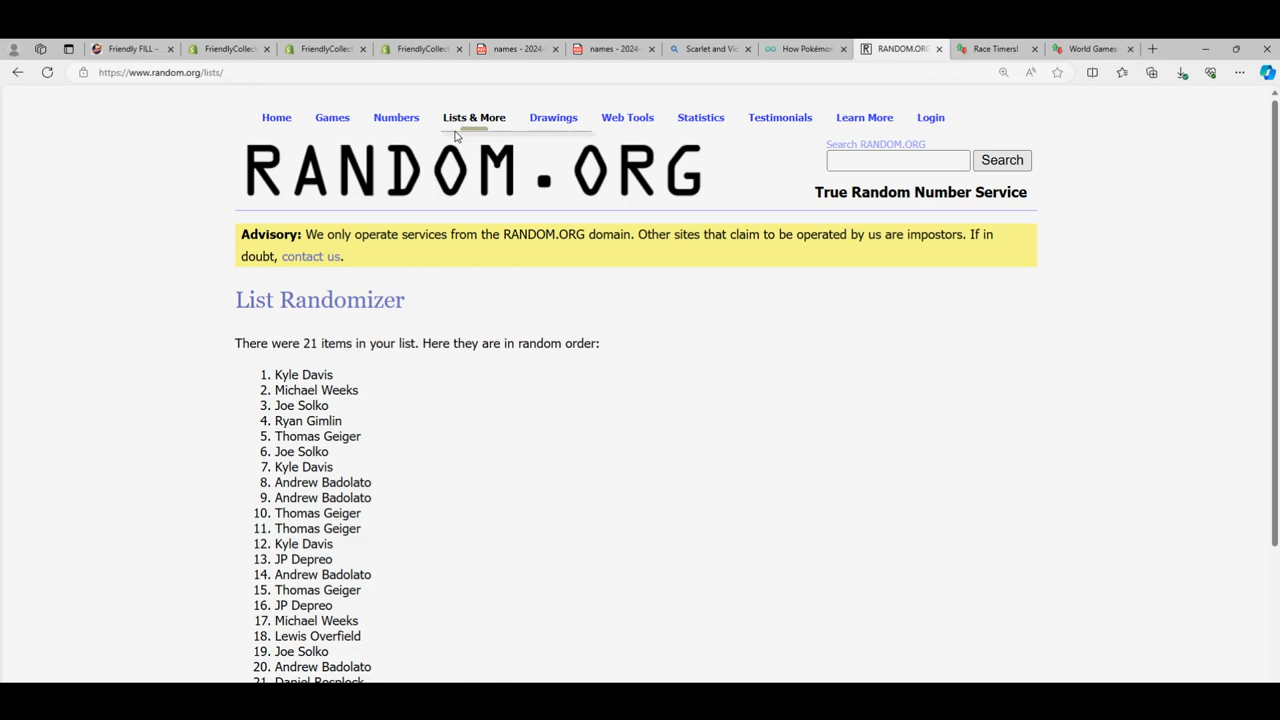 Friendly FILL –
FriendlyCollect
FriendlyCollect
FriendlyCollect
names - 2024-
names - 2024-
Scarlet and Vio
How Pokémon
RANDOM.ORG
Race Timers!
World Games
https://www.random.org/lists/
Home
Games
Numbers
Lists & More
Drawings
Web Tools
Statistics
Testimonials
Learn More
Login
RANDOM.ORG
Search RANDOM.ORG
Search
True Random Number Service
Advisory: We only operate services from the RANDOM.ORG domain. Other sites that claim to be operated by us are impostors. If in
doubt, contact us.
List Randomizer
There were 21 items in your list. Here they are in random order:
1. Kyle Davis
2. Michael Weeks
3. Joe Solko
4. Ryan Gimlin
5. Thomas Geiger
6. Joe Solko
7. Kyle Davis
8. Andrew Badolato
9. Andrew Badolato
10. Thomas Geiger
11. Thomas Geiger
12. Kyle Davis
13. JP Depreo
14. Andrew Badolato
15. Thomas Geiger
16. JP Depreo
17. Michael Weeks
18. Lewis Overfield
19. Joe Solko
20. Andrew Badolato
21. Daniel